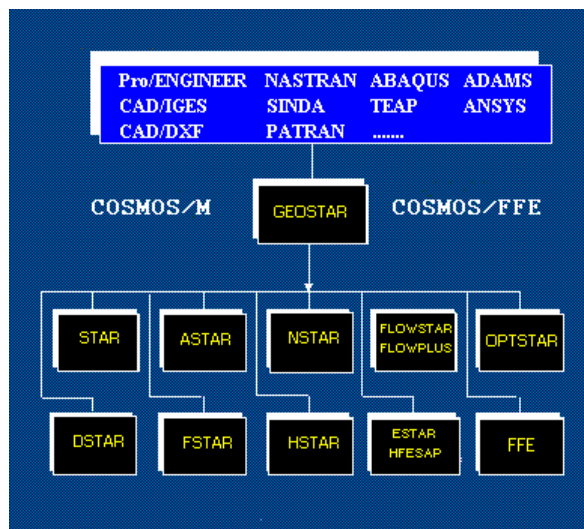 Pro/ENGINEER NASTRAN ABAQUS ADAMS
CAD/IGES SINDA TEAP ANSYS
CAD/DXF PATRAN .......
COSMOS/M GEOSTAR COSMOS/FFE
STAR ASTAR NSTAR FLOWSTAR FLOWPLUS OPTSTAR
DSTAR FSTAR HSTAR ESTAR HFESAP FFE